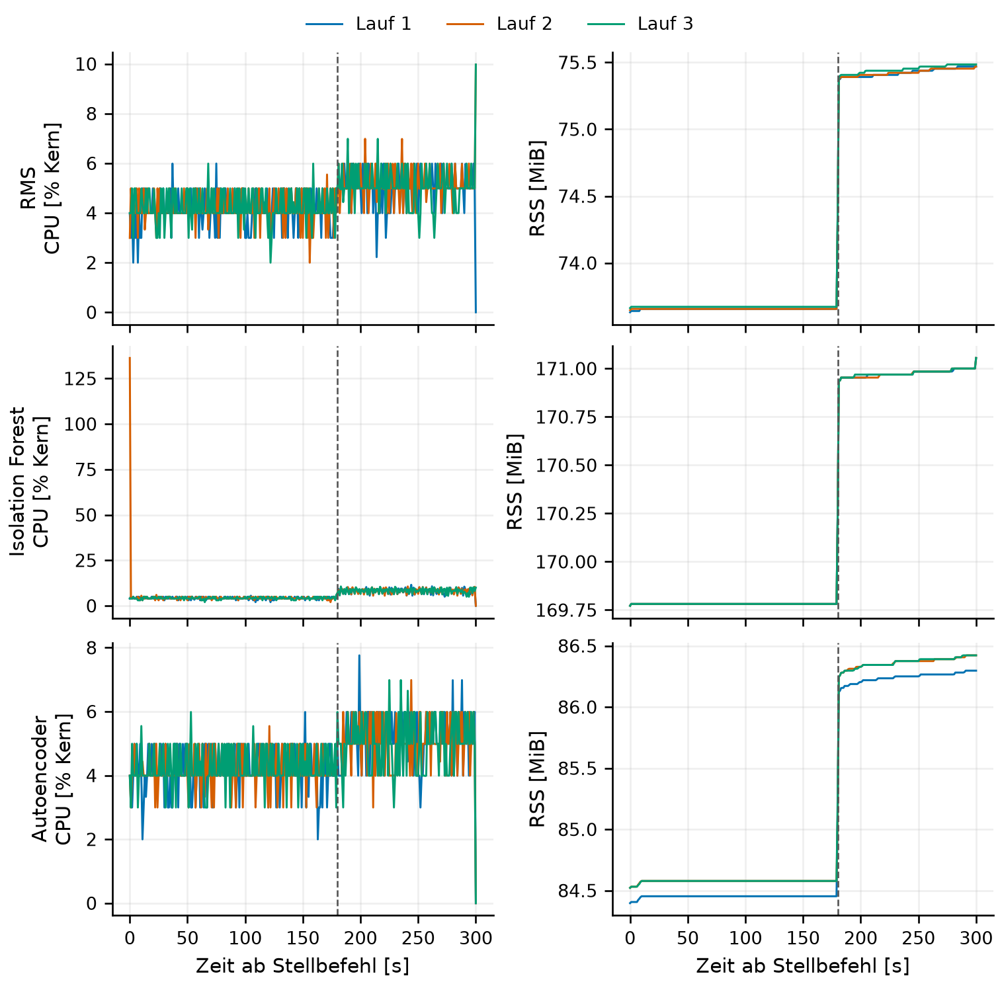 Lauf 1 Lauf 2 Lauf 3
RMS
CPU [% Kern]
10
8
6
4
2
0
RSS [MiB]
75.5
75.0
74.5
74.0
Isolation Forest
CPU [% Kern]
125
100
75
50
25
0
RSS [MiB]
171.00
170.75
170.50
170.25
170.00
169.75
Autoencoder
CPU [% Kern]
8
6
4
2
0
0 50 100 150 200 250 300
Zeit ab Stellbefehl [s]
RSS [MiB]
86.5
86.0
85.5
85.0
84.5
0 50 100 150 200 250 300
Zeit ab Stellbefehl [s]